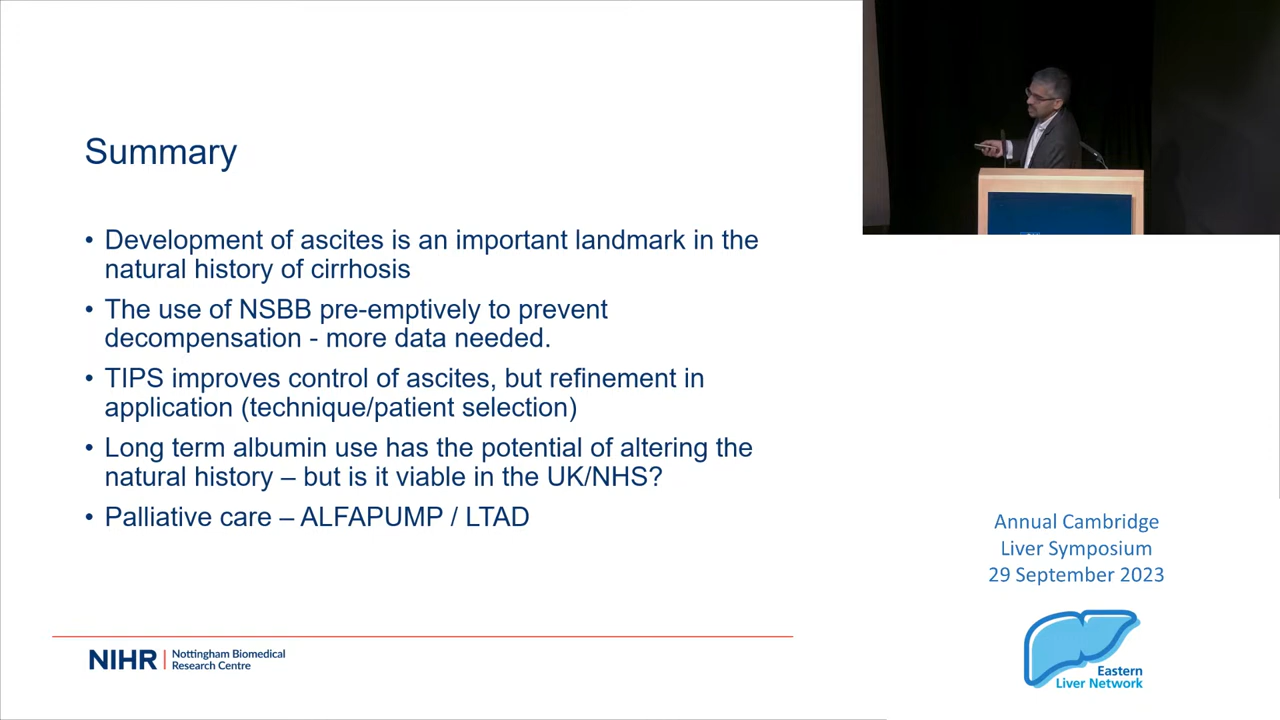 Summary
• Development of ascites is an important landmark in the
natural history of cirrhosis
• The use of NSBB pre-emptively to prevent
decompensation - more data needed.
• TIPS improves control of ascites, but refinement in
application (technique/patient selection)
• Long term albumin use has the potential of altering the
natural history – but is it viable in the UK/NHS?
• Palliative care – ALFAPUMP / LTAD
NIHR | Nottingham Biomedical
Research Centre
Annual Cambridge
Liver Symposium
29 September 2023
Eastern
Liver Network